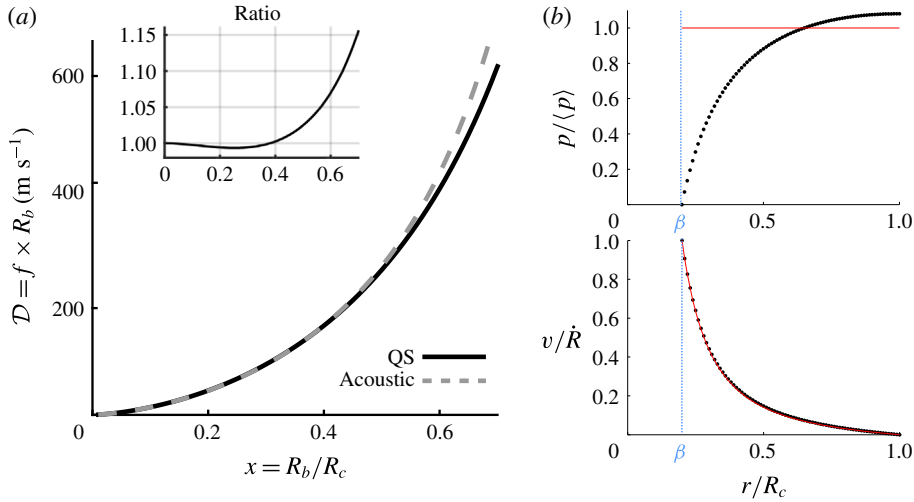 (a)
Ratio
1.15
1.10
1.05
1.00
0 0.2 0.4 0.6
600
400
200
0 0.2 0.4 0.6
𝒟 = f × R_b (m s⁻¹)
x = R_b/R_c
QS
Acoustic
(b)
1.0
0.8
0.6
0.4
0.2
p/⟨p⟩
0 β 0.5 1.0
1.0
0.8
0.6
0.4
0.2
v/Ṙ
0 β 0.5 1.0
r/R_c